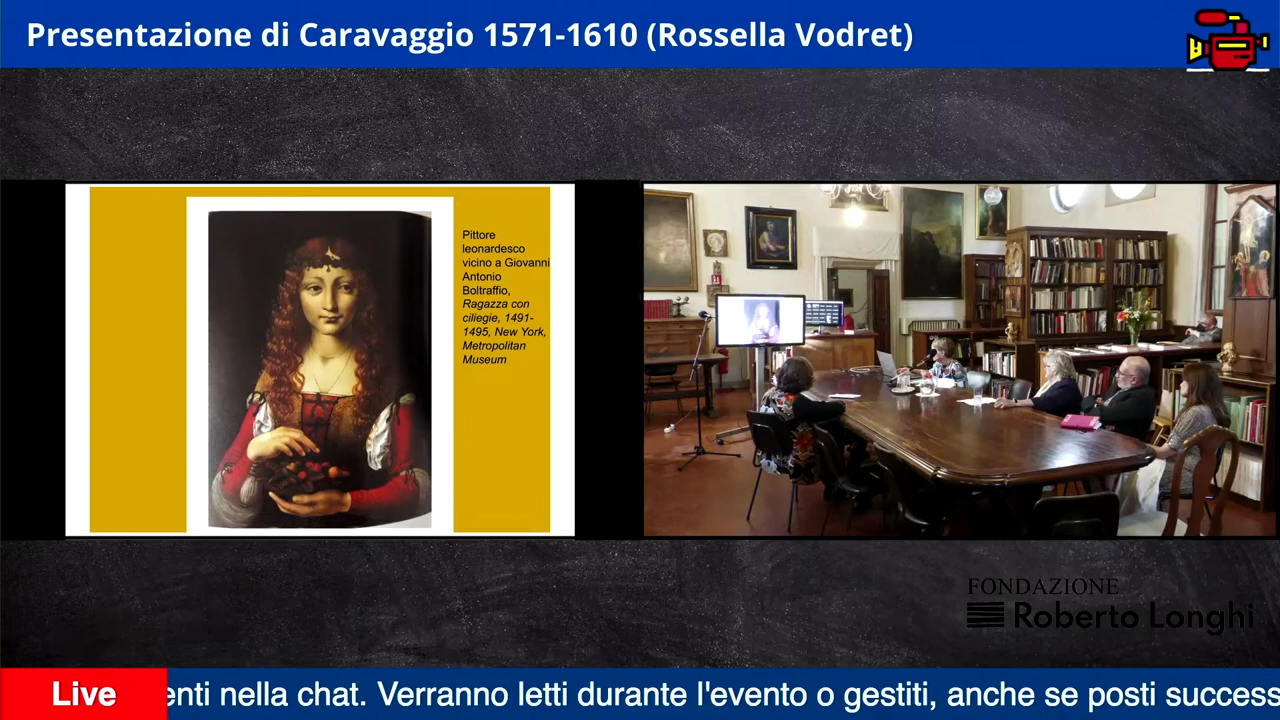 Presentazione di Caravaggio 1571-1610 (Rossella Vodret)
Pittore
leonardesco
vicino a Giovanni
Antonio
Boltraffio,
Ragazza con
ciliegie, 1491-
1495, New York,
Metropolitan
Museum
FONDAZIONE
Roberto Longhi
Live
enti nella chat. Verranno letti durante l'evento o gestiti, anche se posti success